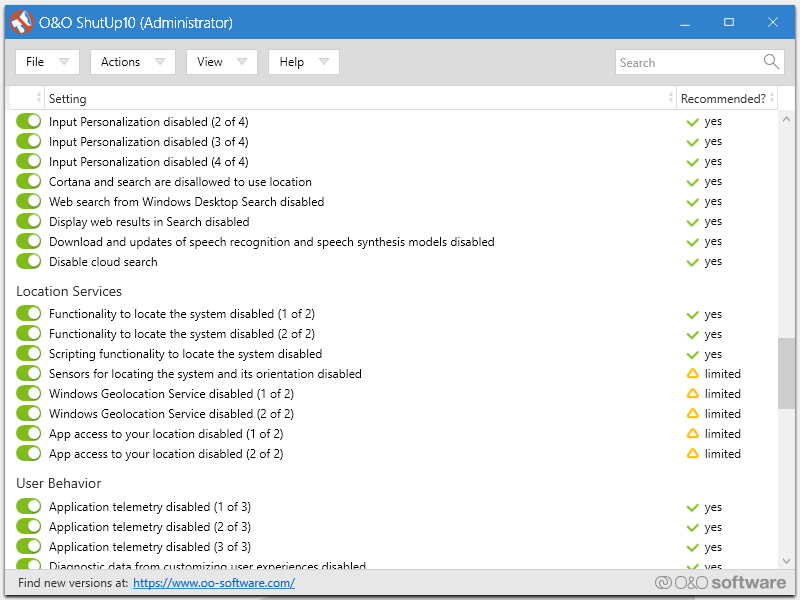 O&O ShutUp10 (Administrator)
File Actions View Help Search
Setting Recommended?
Input Personalization disabled (2 of 4) yes
Input Personalization disabled (3 of 4) yes
Input Personalization disabled (4 of 4) yes
Cortana and search are disallowed to use location yes
Web search from Windows Desktop Search disabled yes
Display web results in Search disabled yes
Download and updates of speech recognition and speech synthesis models disabled yes
Disable cloud search yes
Location Services
Functionality to locate the system disabled (1 of 2) yes
Functionality to locate the system disabled (2 of 2) yes
Scripting functionality to locate the system disabled yes
Sensors for locating the system and its orientation disabled limited
Windows Geolocation Service disabled (1 of 2) limited
Windows Geolocation Service disabled (2 of 2) limited
App access to your location disabled (1 of 2) limited
App access to your location disabled (2 of 2) limited
User Behavior
Application telemetry disabled (1 of 3) yes
Application telemetry disabled (2 of 3) yes
Application telemetry disabled (3 of 3) yes
Diagnostic data from customizing user experiences disabled yes
Find new versions at: https://www.oo-software.com/ O&O software